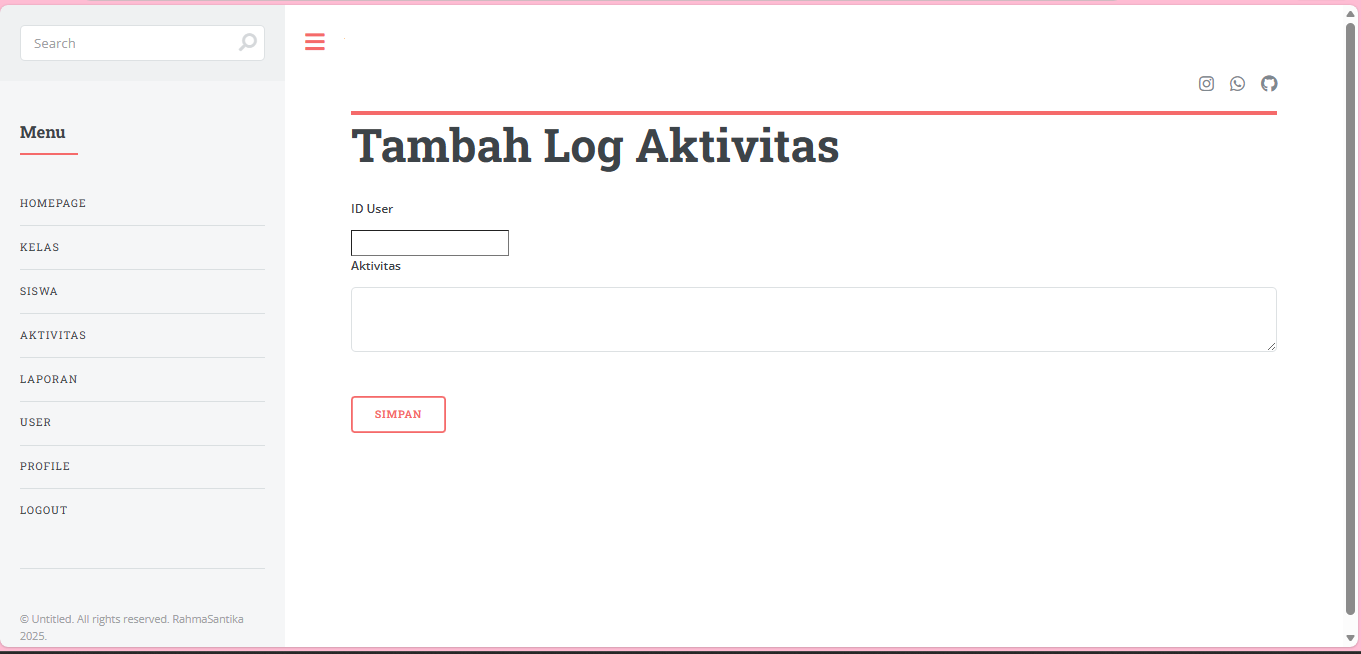 Search
Menu
HOMEPAGE
KELAS
SISWA
AKTIVITAS
LAPORAN
USER
PROFILE
LOGOUT
© Untitled. All rights reserved. RahmaSantika
2025.
Tambah Log Aktivitas
ID User
Aktivitas
SIMPAN